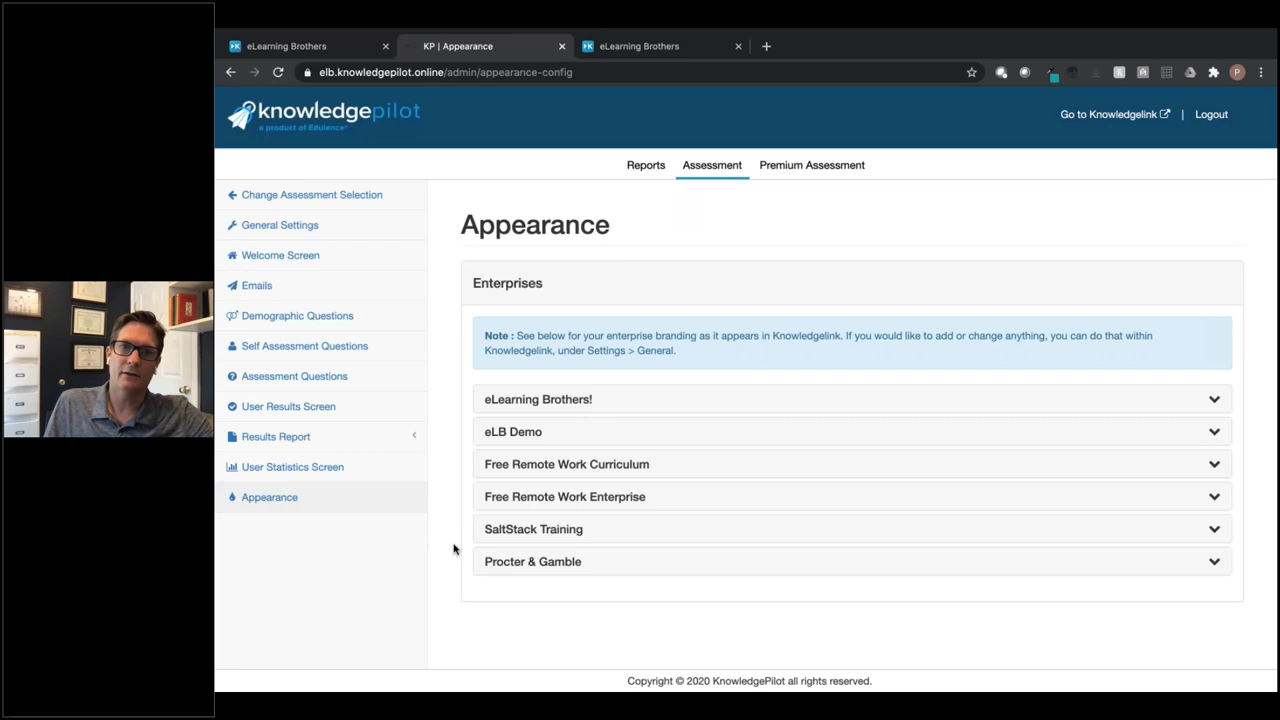 eLearning Brothers
KP | Appearance
eLearning Brothers
elb.knowledgepilot.online/admin/appearance-config
P
knowledgepilot
a product of Edulence
Go to Knowledgelink | Logout
Reports Assessment Premium Assessment
Change Assessment Selection
General Settings
Welcome Screen
Emails
Demographic Questions
Self Assessment Questions
Assessment Questions
User Results Screen
Results Report
User Statistics Screen
Appearance
Appearance
Enterprises
Note : See below for your enterprise branding as it appears in Knowledgelink. If you would like to add or change anything, you can do that within
Knowledgelink, under Settings > General.
eLearning Brothers!
eLB Demo
Free Remote Work Curriculum
Free Remote Work Enterprise
SaltStack Training
Procter & Gamble
Copyright © 2020 KnowledgePilot all rights reserved.